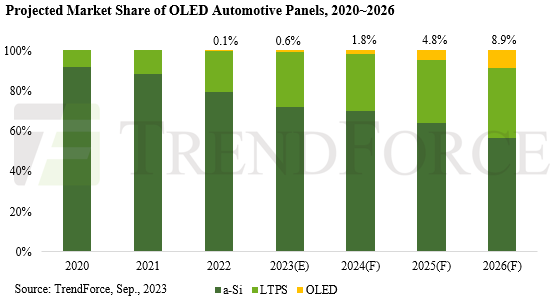 Projected Market Share of OLED Automotive Panels, 2020~2026
0.1% 0.6% 1.8% 4.8% 8.9%
100%
80%
60%
40%
20%
0%
TRENDFORCE
2020 2021 2022 2023(E) 2024(F) 2025(F) 2026(F)
Source: TrendForce, Sep., 2023
a-Si LTPS OLED